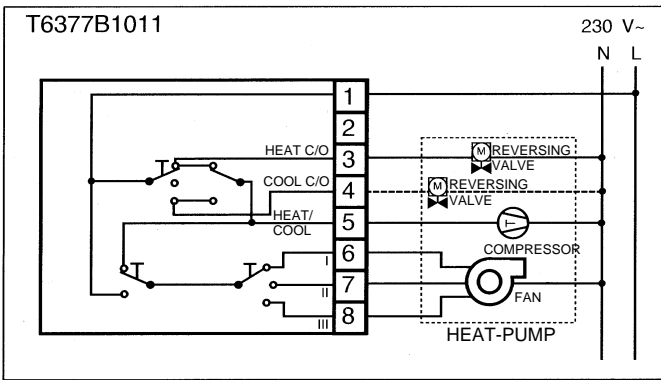 T6377B1011
230 V~
N L
1
2
HEAT C/O 3
COOL C/O 4
HEAT/
COOL
5
I 6
II 7
III 8
M REVERSING
VALVE
M REVERSING
VALVE
COMPRESSOR
FAN
HEAT-PUMP
T
T
T